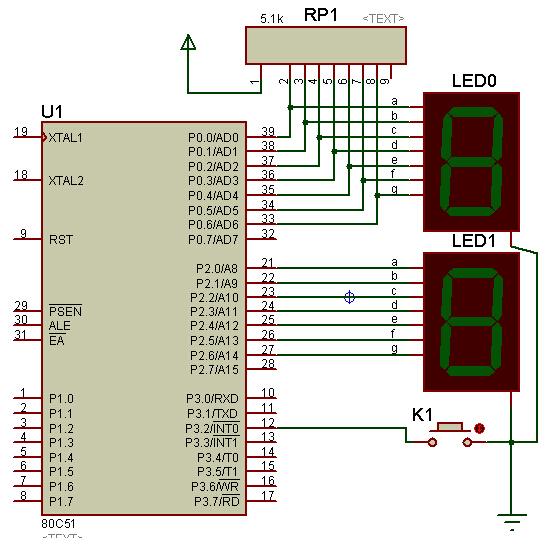 RP1
5.1k
<TEXT>
1 2 3 4 5 6 7 8 9
LED0
a
b
c
d
e
f
g
LED1
a
b
c
d
e
f
g
U1
19 XTAL1
18 XTAL2
9 RST
29 PSEN
30 ALE
31 EA
1 P1.0
2 P1.1
3 P1.2
4 P1.3
5 P1.4
6 P1.5
7 P1.6
8 P1.7
P0.0/AD0 39
P0.1/AD1 38
P0.2/AD2 37
P0.3/AD3 36
P0.4/AD4 35
P0.5/AD5 34
P0.6/AD6 33
P0.7/AD7 32
P2.0/A8 21
P2.1/A9 22
P2.2/A10 23
P2.3/A11 24
P2.4/A12 25
P2.5/A13 26
P2.6/A14 27
P2.7/A15 28
P3.0/RXD 10
P3.1/TXD 11
P3.2/INT0 12
P3.3/INT1 13
P3.4/T0 14
P3.5/T1 15
P3.6/WR 16
P3.7/RD 17
80C51
<TEXT>
K1